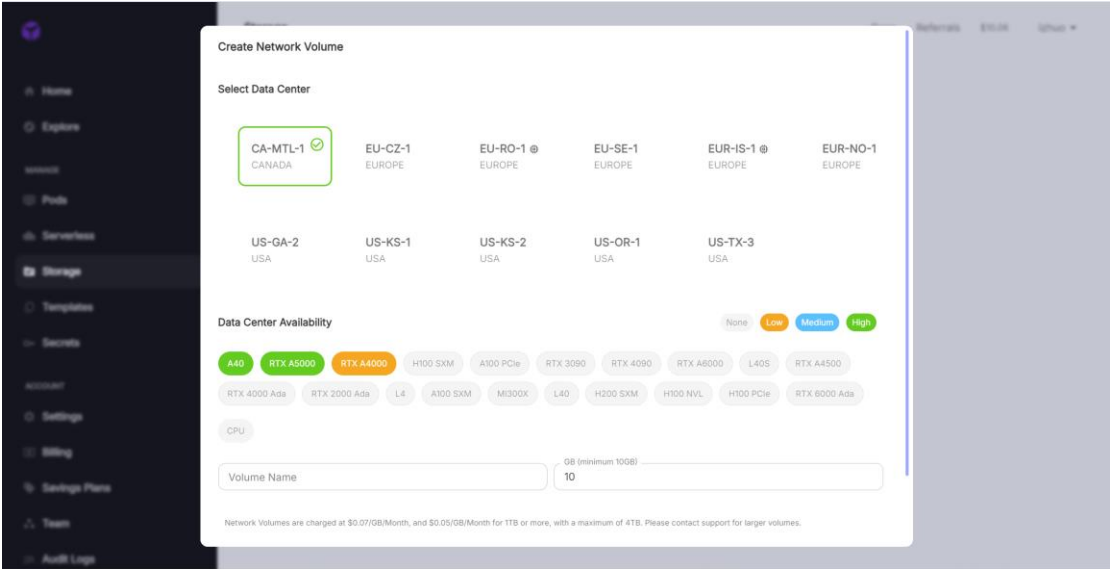 Storage
Referrals
Home
Explore
MANAGE
Pods
Serverless
Storage
Templates
Secrets
ACCOUNT
Settings
Billing
Savings Plans
Team
Audit Logs
Create Network Volume
Select Data Center
CA-MTL-1 EU-CZ-1 EU-RO-1 EU-SE-1 EUR-IS-1 EUR-NO-1
CANADA EUROPE EUROPE EUROPE EUROPE EUROPE
US-GA-2 US-KS-1 US-KS-2 US-OR-1 US-TX-3
USA USA USA USA USA
Data Center Availability None Low Medium High
A40 RTX A5000 RTX A4000 H100 SXM A100 PCIe RTX 3090 RTX 4090 RTX A6000 L40S RTX A4500
RTX 4000 Ada RTX 2000 Ada L4 A100 SXM MI300X L40 H200 SXM H100 NVL H100 PCIe RTX 6000 Ada
CPU
GB (minimum 10GB)
Volume Name 10
Network Volumes are charged at $0.07/GB/Month, and $0.05/GB/Month for 1TB or more, with a maximum of 4TB. Please contact support for larger volumes.